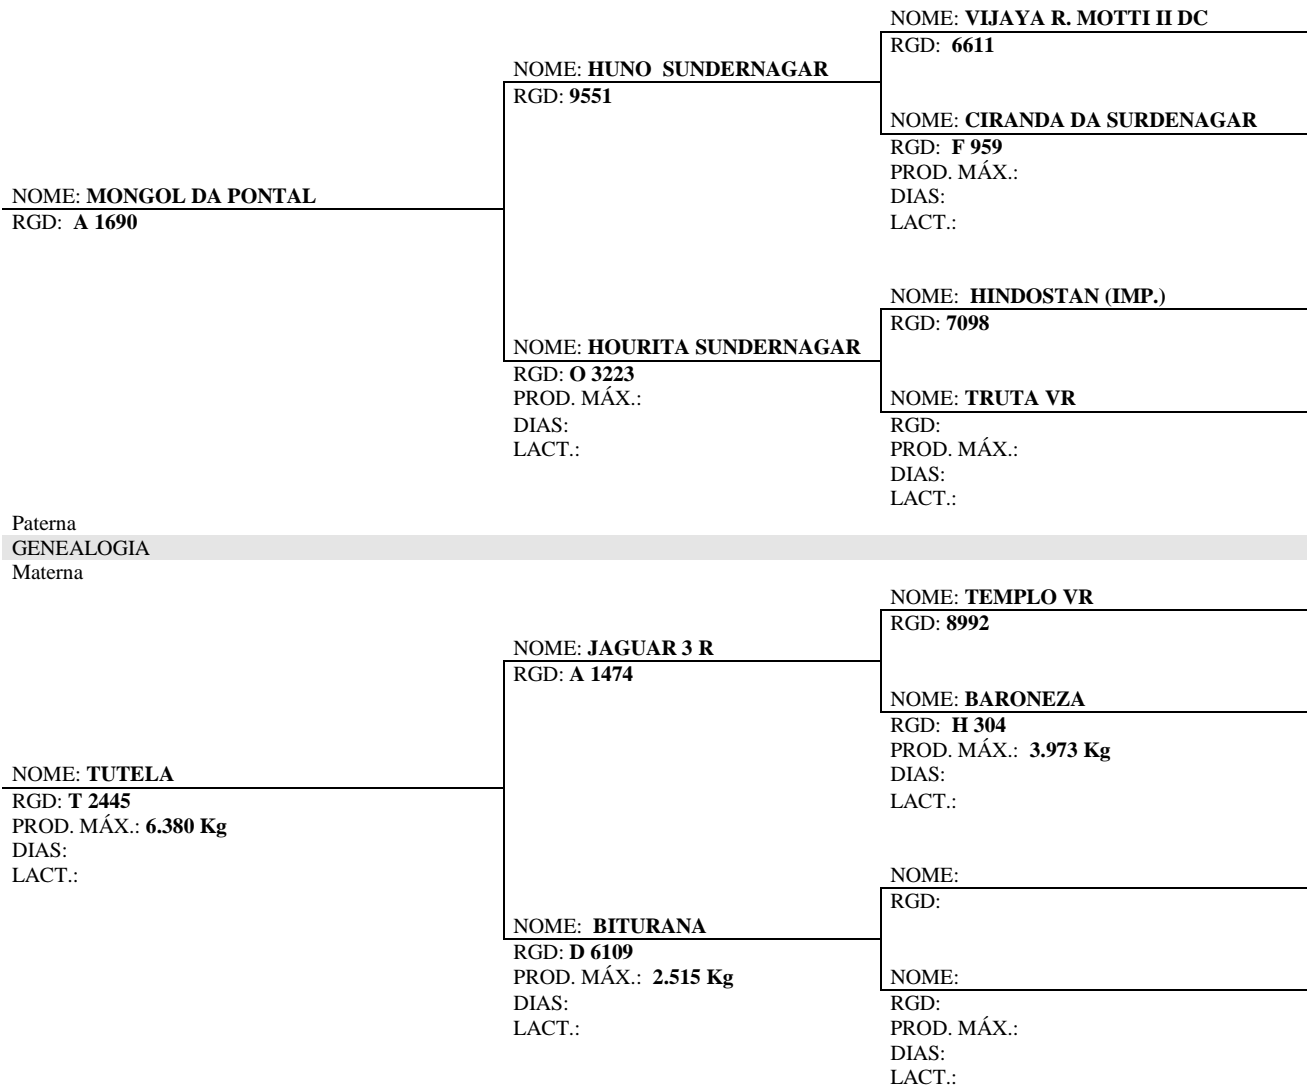 NOME: VIJAYA R. MOTTI II DC
RGD: 6611
NOME: HUNO SUNDERNAGAR
RGD: 9551
NOME: CIRANDA DA SURDENAGAR
RGD: F 959
PROD. MÁX.:
DIAS:
LACT.:
NOME: MONGOL DA PONTAL
RGD: A 1690
NOME: HINDOSTAN (IMP.)
RGD: 7098
NOME: HOURITA SUNDERNAGAR
RGD: O 3223
PROD. MÁX.:
DIAS:
LACT.:
NOME: TRUTA VR
RGD:
PROD. MÁX.:
DIAS:
LACT.:
Paterna
GENEALOGIA
Materna
NOME: TEMPLO VR
RGD: 8992
NOME: JAGUAR 3 R
RGD: A 1474
NOME: BARONEZA
RGD: H 304
PROD. MÁX.: 3.973 Kg
DIAS:
LACT.:
NOME: TUTELA
RGD: T 2445
PROD. MÁX.: 6.380 Kg
DIAS:
LACT.:
NOME:
RGD:
NOME: BITURANA
RGD: D 6109
PROD. MÁX.: 2.515 Kg
DIAS:
LACT.:
NOME:
RGD:
PROD. MÁX.:
DIAS:
LACT.: